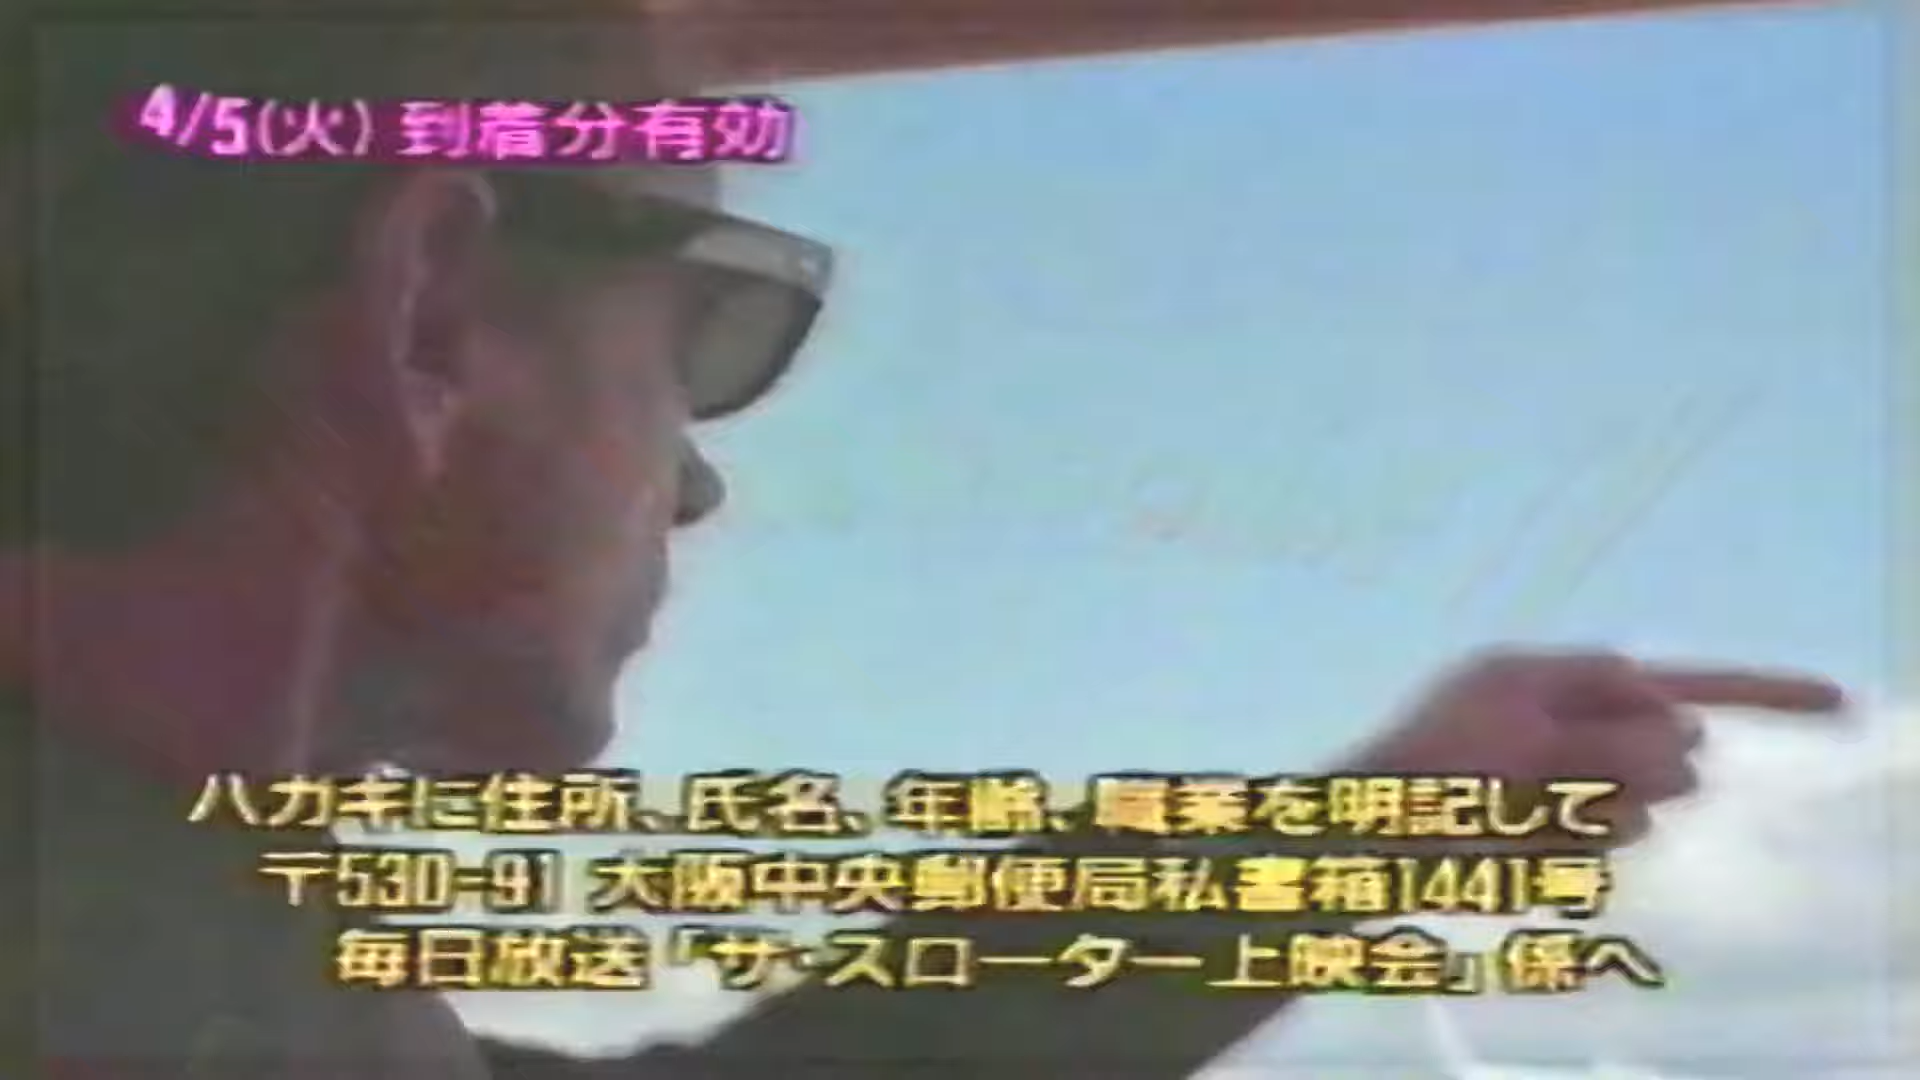 4/5(火) 到着分有効
ハガキに住所、氏名、年齢、職業を明記して
〒530-91 大阪中央郵便局私書箱1441号
毎日放送「ザ・スローター上映会」係へ